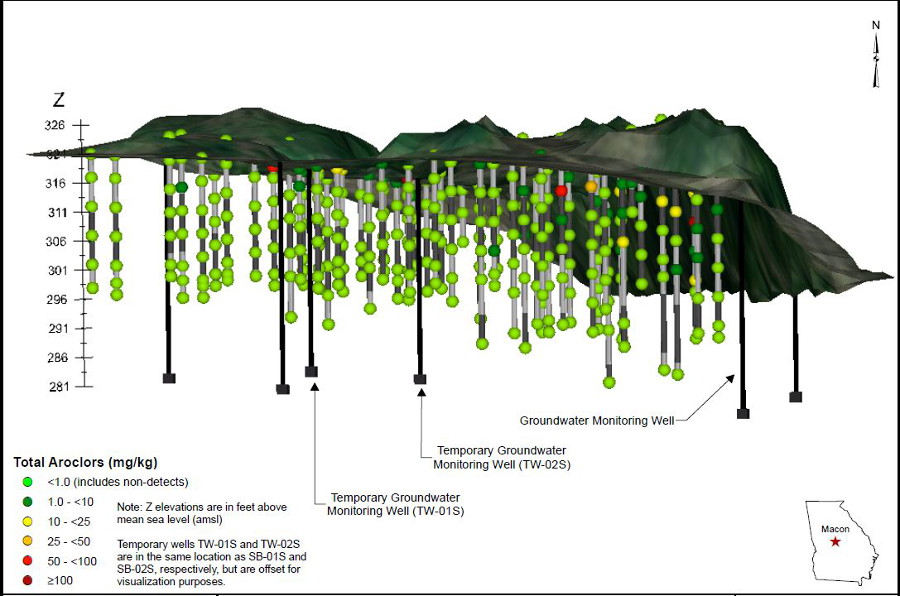 N
Z
326
321
316
311
306
301
296
291
286
281
Groundwater Monitoring Well
Temporary Groundwater
Monitoring Well (TW-02S)
Temporary Groundwater
Monitoring Well (TW-01S)
Total Aroclors (mg/kg)
<1.0 (includes non-detects)
1.0 - <10
10 - <25
25 - <50
50 - <100
≥100
Note: Z elevations are in feet above
mean sea level (amsl)
Temporary wells TW-01S and TW-02S
are in the same location as SB-01S and
SB-02S, respectively, but are offset for
visualization purposes.
Macon